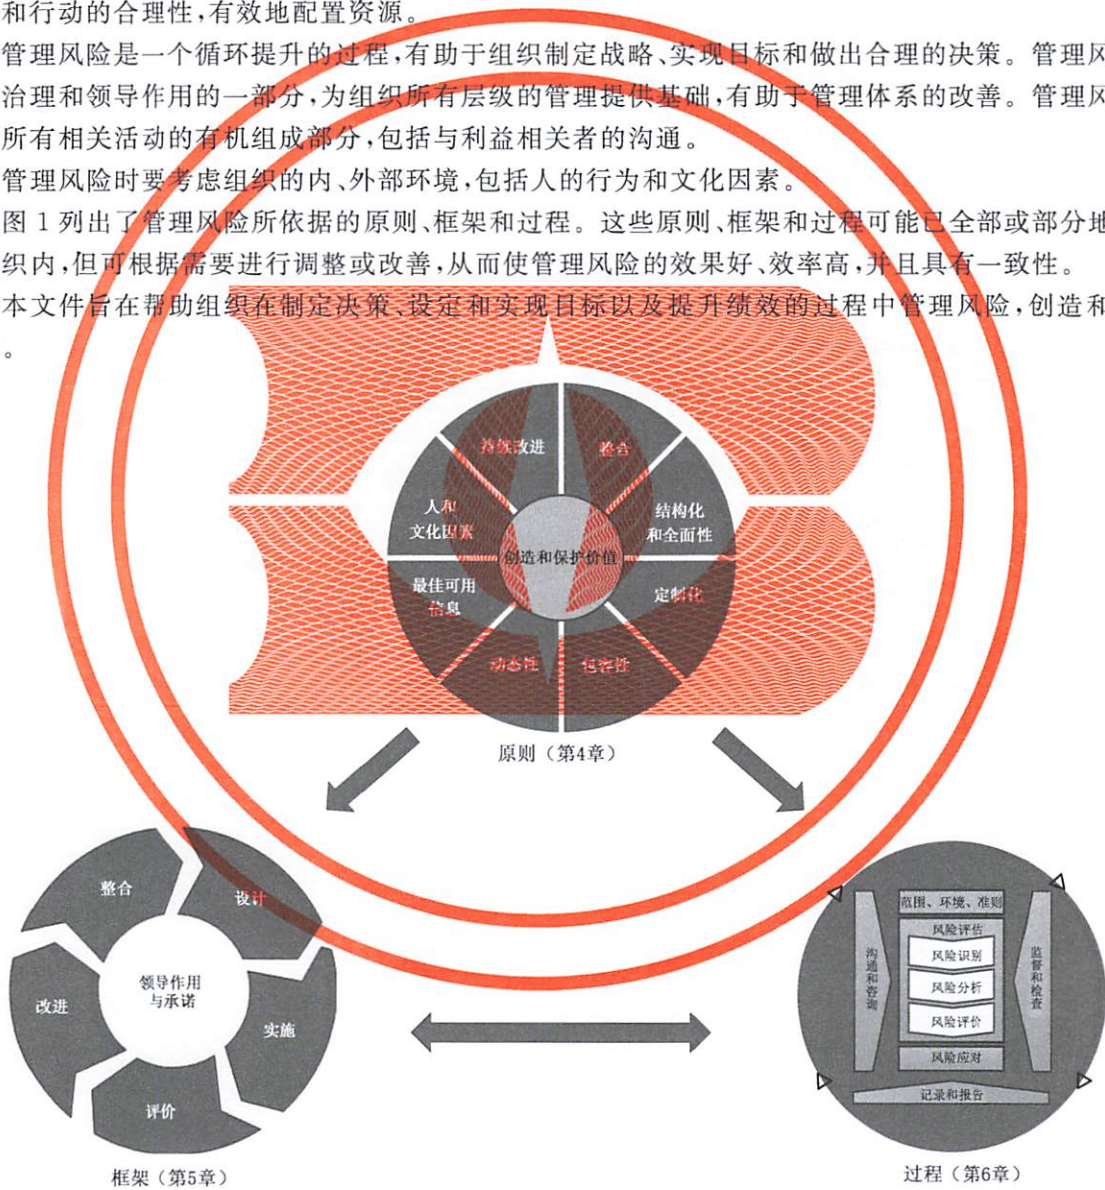 和行动的合理性,有效地配置资源。
管理风险是一个循环提升的过程,有助于组织制定战略、实现目标和做出合理的决策。管理风
治理和领导作用的一部分,为组织所有层级的管理提供基础,有助于管理体系的改善。管理风
所有相关活动的有机组成部分,包括与利益相关者的沟通。
管理风险时要考虑组织的内、外部环境,包括人的行为和文化因素。
图 1 列出了管理风险所依据的原则、框架和过程。这些原则、框架和过程可能已全部或部分地
织内,但可根据需要进行调整或改善,从而使管理风险的效果好、效率高,并且具有一致性。
本文件旨在帮助组织在制定决策、设定和实现目标以及提升绩效的过程中管理风险,创造和
。
持续改进
整合
人和
文化因素
结构化
和全面性
创造和保护价值
最佳可用
信息
定制化
动态性
包容性
原则(第4章)
整合
设计
领导作用
与承诺
改进
实施
评价
框架(第5章)
范围、环境、准则
风险评估
沟通和咨询
风险识别
风险分析
风险评价
监督和检查
风险应对
记录和报告
过程(第6章)